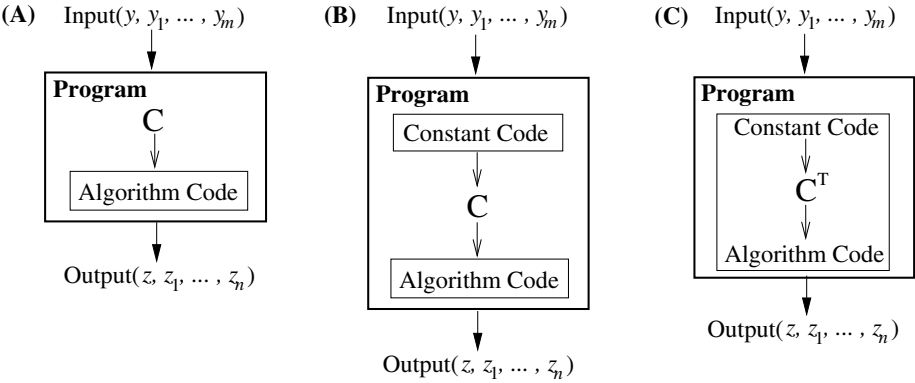 (A) Input(y, y₁, ... , yₘ)
Program
C
Algorithm Code
Output(z, z₁, ... , zₙ)
(B) Input(y, y₁, ... , yₘ)
Program
Constant Code
C
Algorithm Code
Output(z, z₁, ... , zₙ)
(C) Input(y, y₁, ... , yₘ)
Program
Constant Code
Cᵀ
Algorithm Code
Output(z, z₁, ... , zₙ)